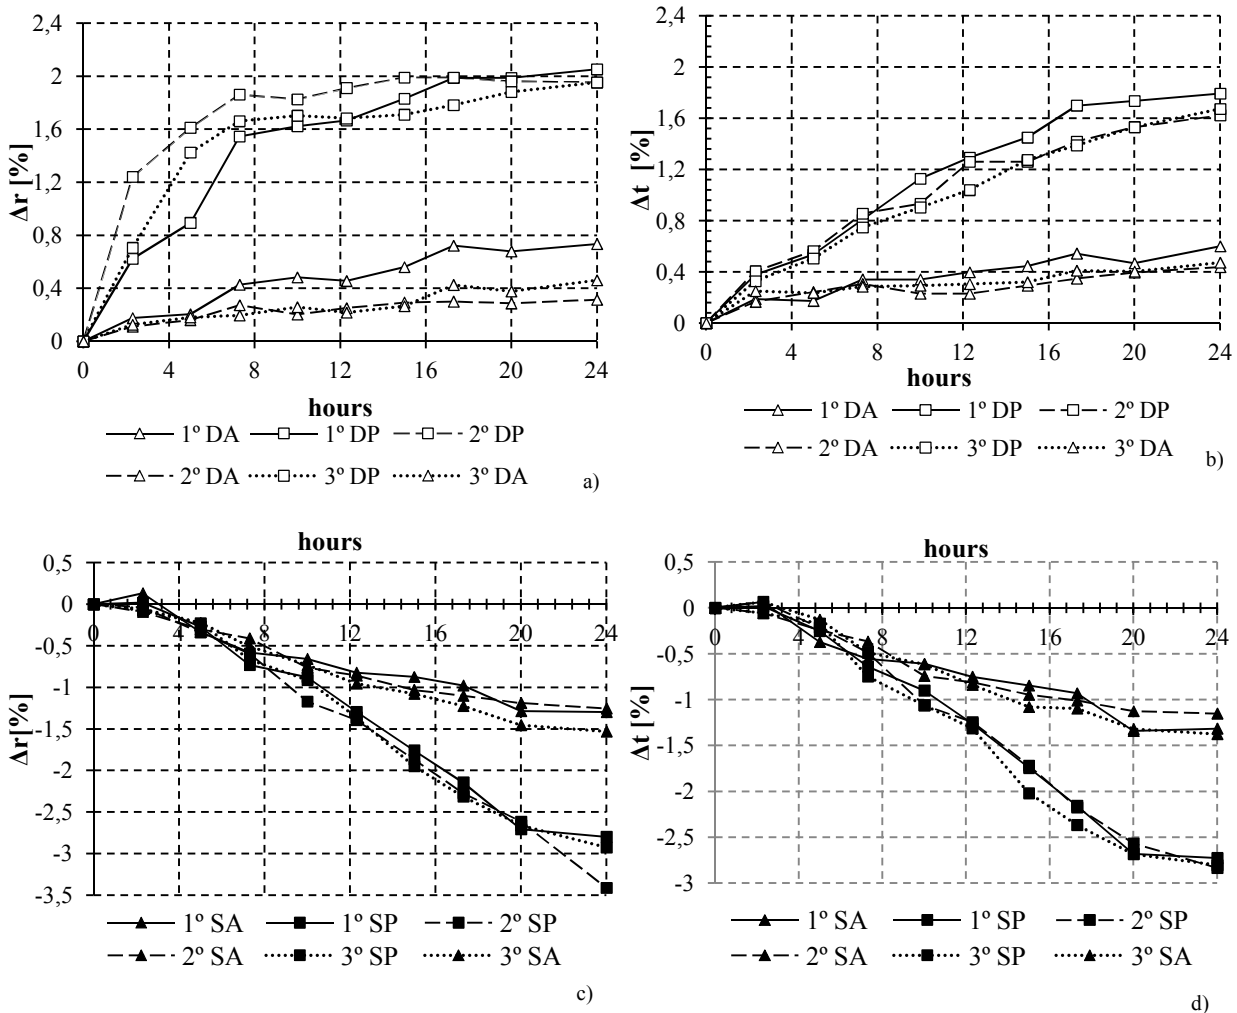 2,4
2
1,6
1,2
0,8
0,4
0
Δr [%]
0 4 8 12 16 20 24
hours
1º DA 1º DP 2º DP
2º DA 3º DP 3º DA
a)
2,4
2
1,6
1,2
0,8
0,4
0
Δt [%]
0 4 8 12 16 20 24
hours
1º DA 1º DP 2º DP
2º DA 3º DP 3º DA
b)
hours
0,5
0
-0,5
-1
-1,5
-2
-2,5
-3
-3,5
Δr[%]
0 4 8 12 16 20 24
1º SA 1º SP 2º SP
2º SA 3º SP 3º SA
c)
hours
0,5
0
-0,5
-1
-1,5
-2
-2,5
-3
Δt [%]
0 4 8 12 16 20 24
1º SA 1º SP 2º SP
2º SA 3º SP 3º SA
d)